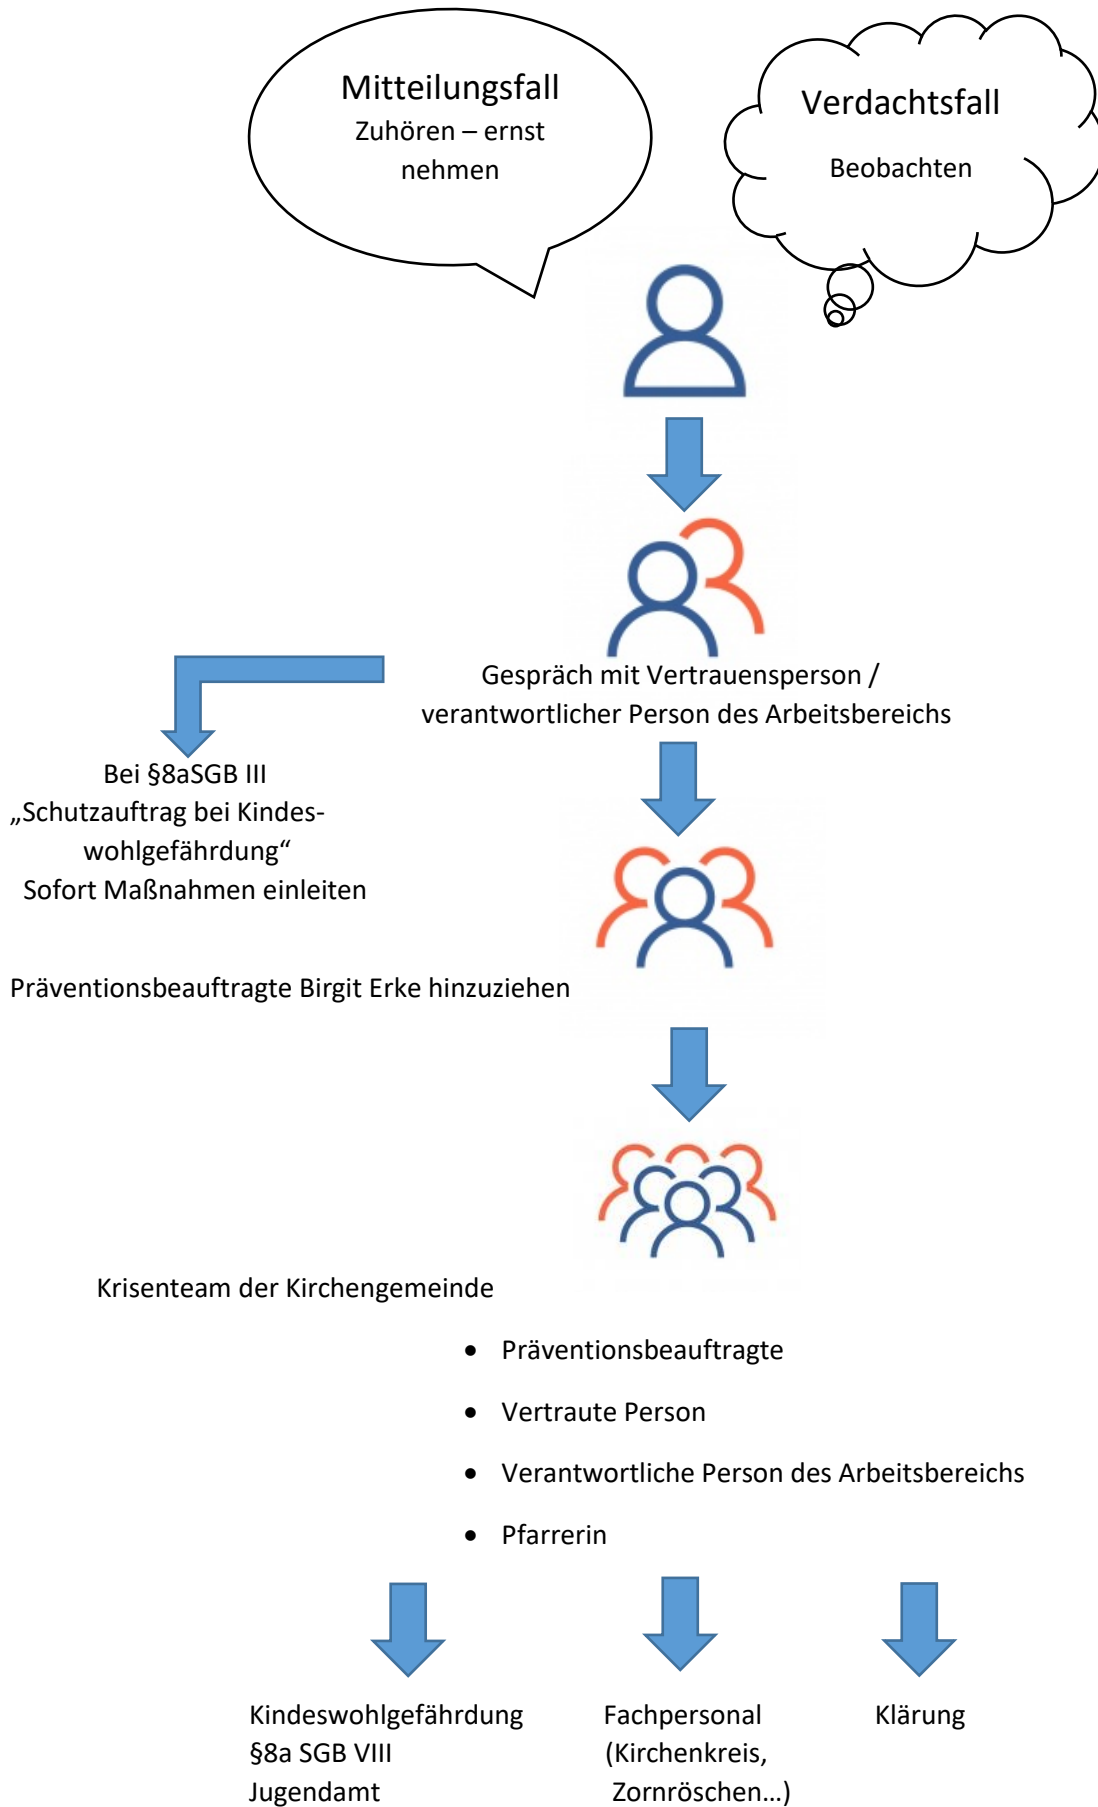 Mitteilungsfall
Zuhören – ernst
nehmen
Verdachtsfall
Beobachten
Gespräch mit Vertrauensperson /
verantwortlicher Person des Arbeitsbereichs
Bei §8aSGB III
„Schutzauftrag bei Kindes-
wohlgefährdung“
Sofort Maßnahmen einleiten
Präventionsbeauftragte Birgit Erke hinzuziehen
Krisenteam der Kirchengemeinde
• Präventionsbeauftragte
• Vertraute Person
• Verantwortliche Person des Arbeitsbereichs
• Pfarrerin
Kindeswohlgefährdung
§8a SGB VIII
Jugendamt
Fachpersonal
(Kirchenkreis,
Zornröschen…)
Klärung